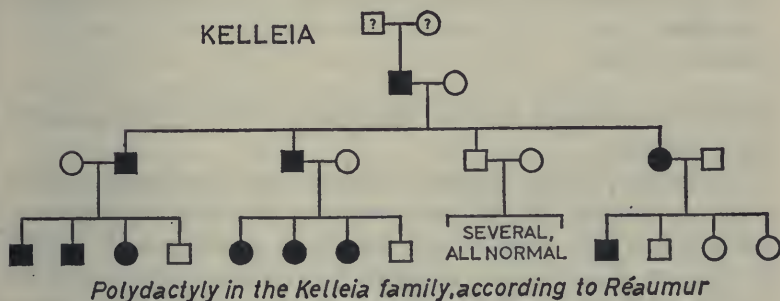 KELLEIA
? ?
SEVERAL,
ALL NORMAL
Polydactyly in the Kelleia family, according to Réaumur